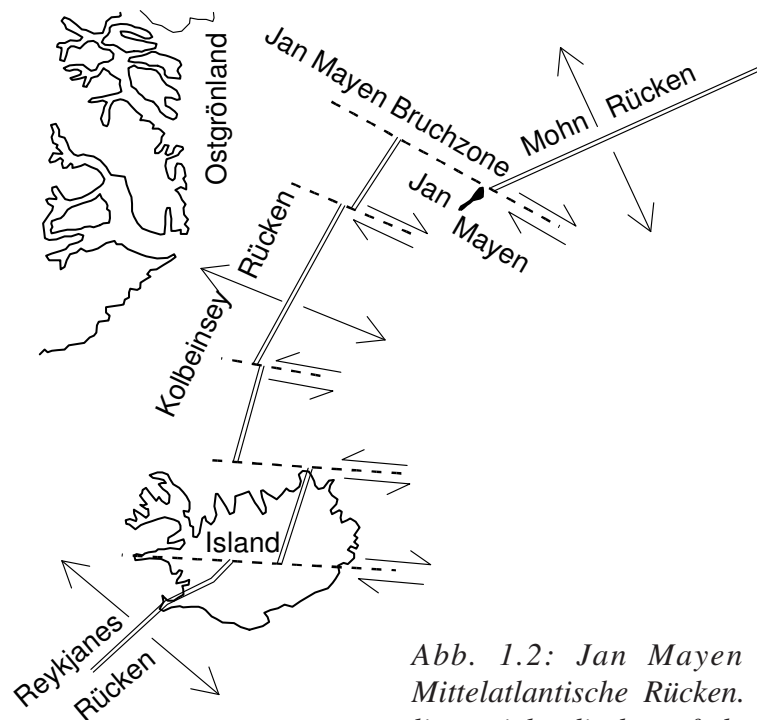 Ostgrönland
Jan Mayen Bruchzone
Mohn Rücken
Jan Mayen
Kolbeinsey Rücken
Island
Reykjanes
Rücken
Abb. 1.2: Jan Mayen
Mittelatlantische Rücken.